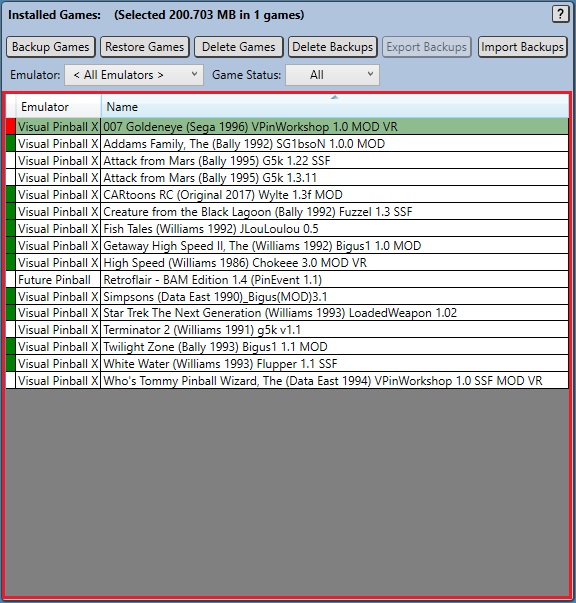 Installed Games: (Selected 200.703 MB in 1 games) ?
Backup Games Restore Games Delete Games Delete Backups Export Backups Import Backups
Emulator: < All Emulators > Game Status: All
Emulator Name
Visual Pinball X 007 Goldeneye (Sega 1996) VPinWorkshop 1.0 MOD VR
Visual Pinball X Addams Family, The (Bally 1992) SG1bsoN 1.0.0 MOD
Visual Pinball X Attack from Mars (Bally 1995) G5k 1.22 SSF
Visual Pinball X Attack from Mars (Bally 1995) G5k 1.3.11
Visual Pinball X CARtoons RC (Original 2017) Wylte 1.3f MOD
Visual Pinball X Creature from the Black Lagoon (Bally 1992) Fuzzel 1.3 SSF
Visual Pinball X Fish Tales (Williams 1992) JLouLoulou 0.5
Visual Pinball X Getaway High Speed II, The (Williams 1992) Bigus1 1.0 MOD
Visual Pinball X High Speed (Williams 1986) Chokeee 3.0 MOD VR
Future Pinball Retroflair - BAM Edition 1.4 (PinEvent 1.1)
Visual Pinball X Simpsons (Data East 1990)_Bigus(MOD)3.1
Visual Pinball X Star Trek The Next Generation (Williams 1993) LoadedWeapon 1.02
Visual Pinball X Terminator 2 (Williams 1991) g5k v1.1
Visual Pinball X Twilight Zone (Bally 1993) Bigus1 1.1 MOD
Visual Pinball X White Water (Williams 1993) Flupper 1.1 SSF
Visual Pinball X Who's Tommy Pinball Wizard, The (Data East 1994) VPinWorkshop 1.0 SSF MOD VR